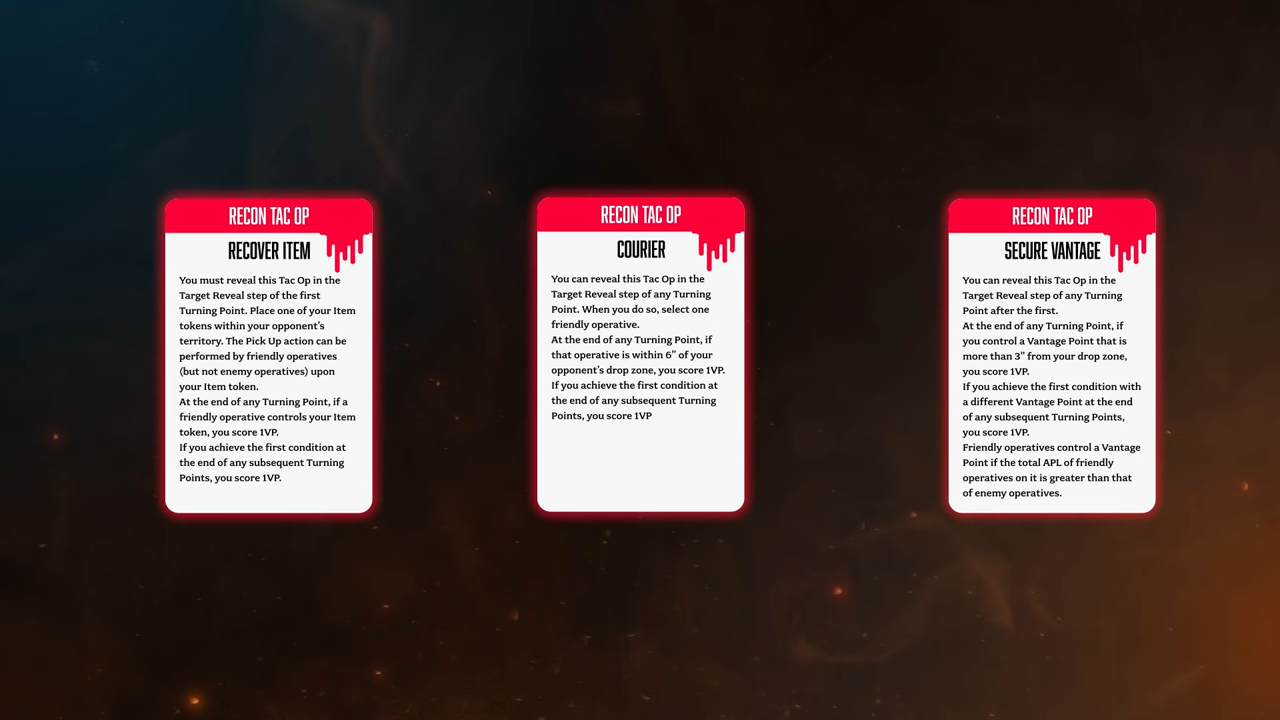 RECON TAC OP
RECOVER ITEM
You must reveal this Tac Op in the
Target Reveal step of the first
Turning Point. Place one of your Item
tokens within your opponent’s
territory. The Pick Up action can be
performed by friendly operatives
(but not enemy operatives) upon
your Item token.
At the end of any Turning Point, if a
friendly operative controls your Item
token, you score 1VP.
If you achieve the first condition at
the end of any subsequent Turning
Points, you score 1VP.
RECON TAC OP
COURIER
You can reveal this Tac Op in the
Target Reveal step of any Turning
Point. When you do so, select one
friendly operative.
At the end of any Turning Point, if
that operative is within 6” of your
opponent’s drop zone, you score 1VP.
If you achieve the first condition at
the end of any subsequent Turning
Points, you score 1VP
RECON TAC OP
SECURE VANTAGE
You can reveal this Tac Op in the
Target Reveal step of any Turning
Point after the first.
At the end of any Turning Point, if
you control a Vantage Point that is
more than 3” from your drop zone,
you score 1VP.
If you achieve the first condition with
a different Vantage Point at the end
of any subsequent Turning Points,
you score 1VP.
Friendly operatives control a Vantage
Point if the total APL of friendly
operatives on it is greater than that
of enemy operatives.